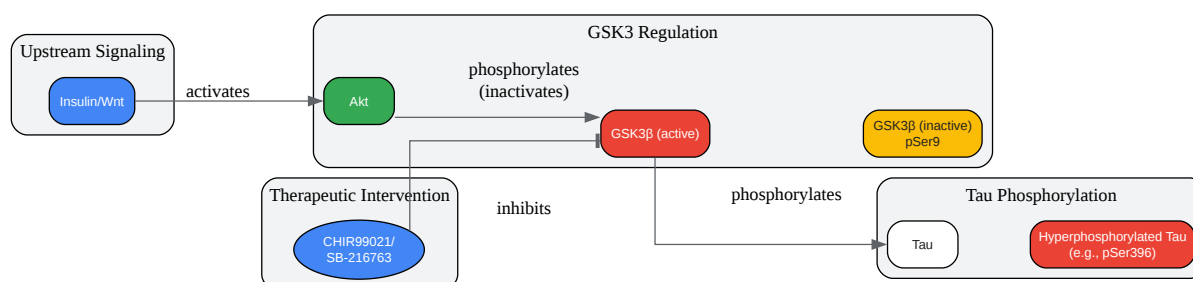 GSK3 Regulation
Upstream Signaling
Insulin/Wnt
activates
Akt
phosphorylates
(inactivates)
GSK3β (active)
GSK3β (inactive)
pSer9
Therapeutic Intervention
CHIR99021/
SB-216763
inhibits
phosphorylates
Tau Phosphorylation
Tau
Hyperphosphorylated Tau
(e.g., pSer396)